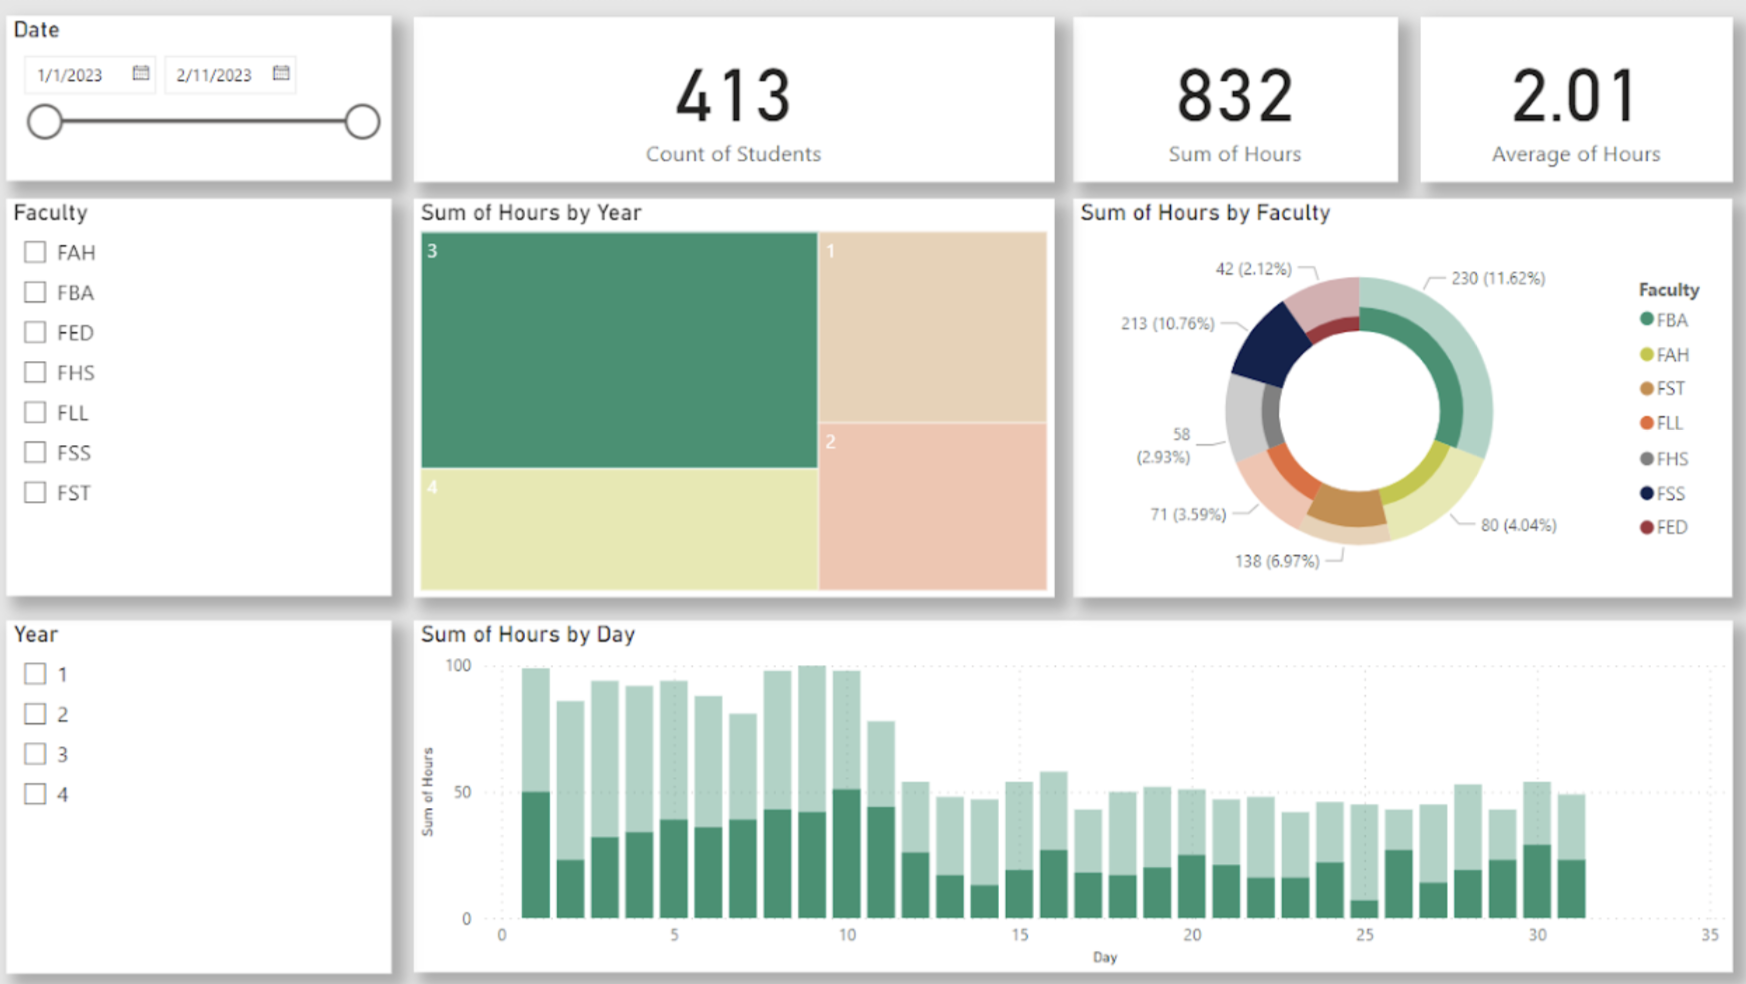 Date
1/1/2023
2/11/2023
413
Count of Students
832
Sum of Hours
2.01
Average of Hours
Faculty
FAH
FBA
FED
FHS
FLL
FSS
FST
Sum of Hours by Year
3
1
2
4
Sum of Hours by Faculty
42 (2.12%)
230 (11.62%)
213 (10.76%)
58
(2.93%)
71 (3.59%)
80 (4.04%)
138 (6.97%)
Faculty
FBA
FAH
FST
FLL
FHS
FSS
FED
Year
1
2
3
4
Sum of Hours by Day
Sum of Hours
100
50
0
0 5 10 15 20 25 30 35
Day